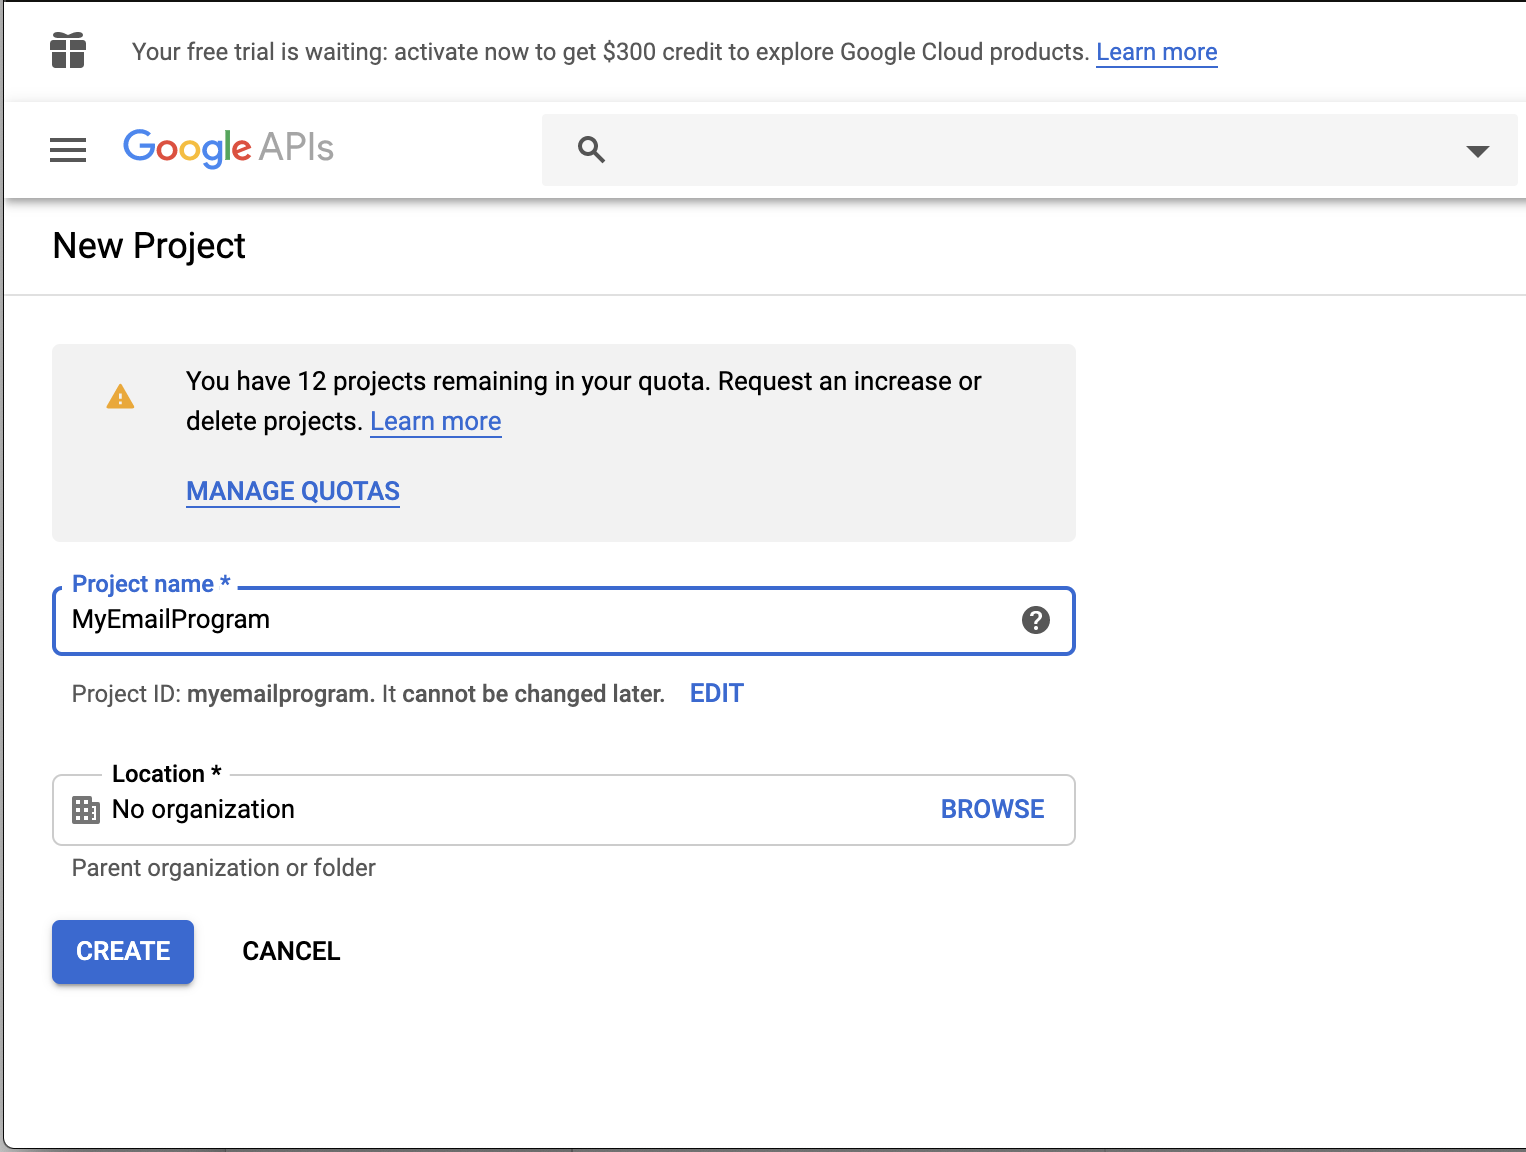 Your free trial is waiting: activate now to get $300 credit to explore Google Cloud products. Learn more
Google APIs
New Project
You have 12 projects remaining in your quota. Request an increase or
delete projects. Learn more
MANAGE QUOTAS
Project name *
MyEmailProgram
Project ID: myemailprogram. It cannot be changed later. EDIT
Location *
No organization BROWSE
Parent organization or folder
CREATE CANCEL